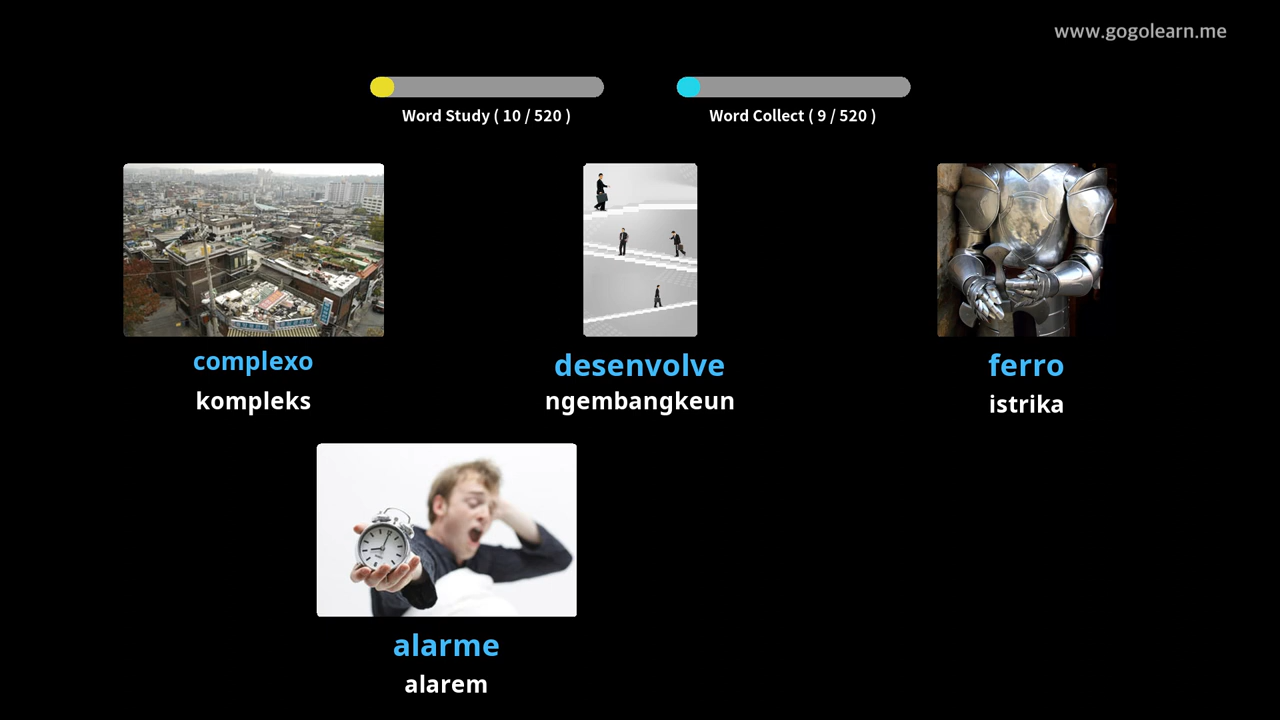 www.gogolearn.me
Word Study ( 10 / 520 )
Word Collect ( 9 / 520 )
complexo
kompleks
desenvolve
ngembangkeun
ferro
istrika
alarme
alarem